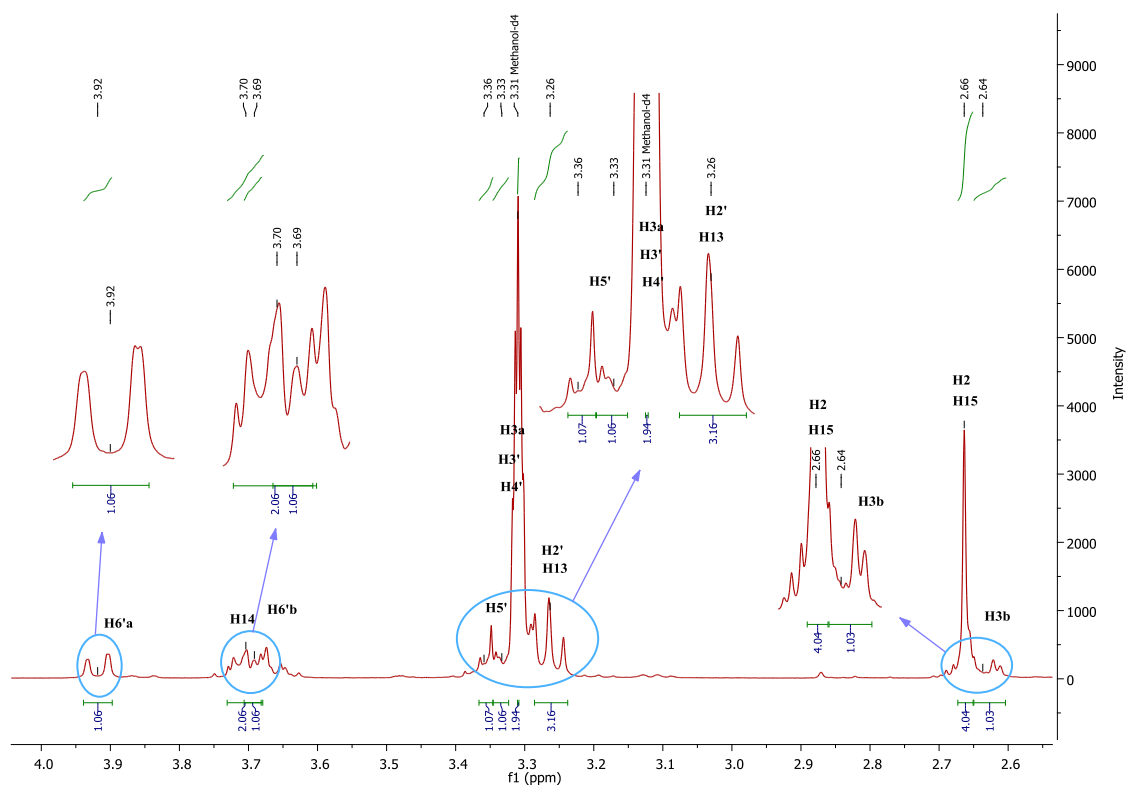 3.92
3.70
3.69
3.36
3.33
3.31 Methanol-d4
3.26
2.66
2.64
3.36
3.33
3.31 Methanol-d4
3.26
H2'
H13
H3a
H3'
H4'
H5'
3.70
3.69
3.92
1.07
1.06
1.94
3.16
1.06
2.06
1.06
H2
H15
H2
H15
2.66
2.64
H3b
4.04
1.03
H3a
H3'
H4'
H2'
H13
H5'
H6'a
H14
H6'b
H3b
1.06
2.06
1.06
1.07
1.06
1.94
3.16
4.04
1.03
4.0 3.9 3.8 3.7 3.6 3.5 3.4 3.3 3.2 3.1 3.0 2.9 2.8 2.7 2.6
f1 (ppm)
9000
8000
7000
6000
5000
4000
3000
2000
1000
0
Intensity